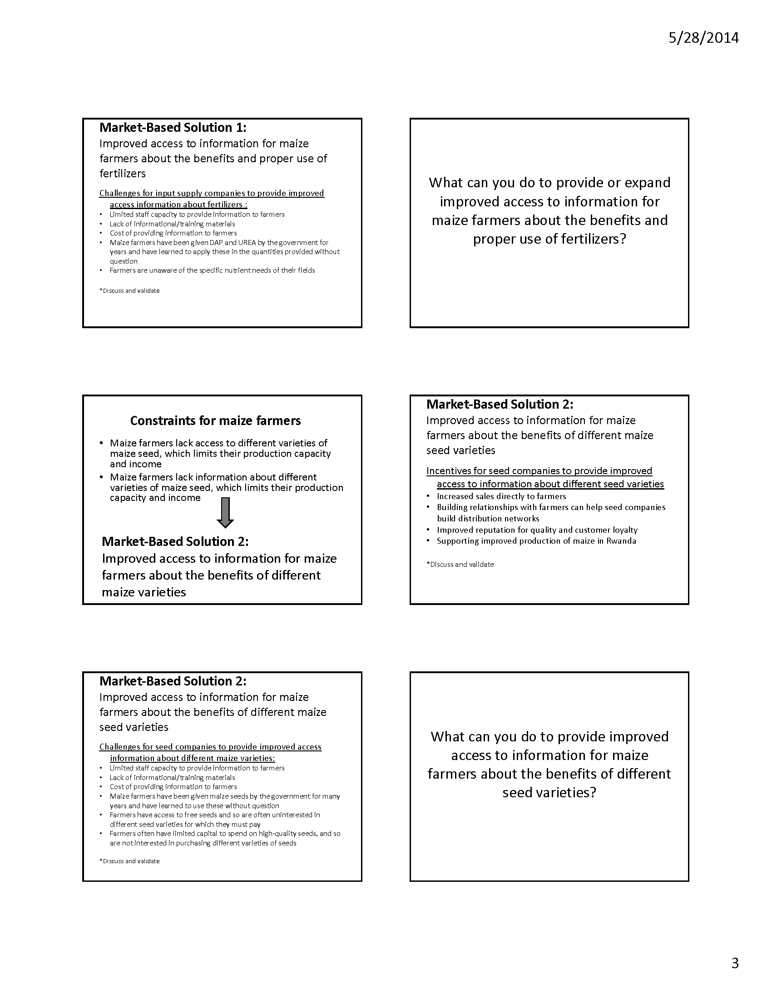 5/28/2014
Market-Based Solution 1:
Improved access to information for maize
farmers about the benefits and proper use of
fertilizers
Challenges for input supply companies to provide improved
access information about fertilizers :
• Limited staff capacity to provide information to farmers
• Lack of informational/training materials
• Cost of providing information to farmers
• Maize farmers have been given DAP and UREA by the government for
years and have learned to apply these in the quantities provided without
question
• Farmers are unaware of the specific nutrient needs of their fields
*Discuss and validate
What can you do to provide or expand
improved access to information for
maize farmers about the benefits and
proper use of fertilizers?
Constraints for maize farmers
• Maize farmers lack access to different varieties of
maize seed, which limits their production capacity
and income
• Maize farmers lack information about different
varieties of maize seed, which limits their production
capacity and income
Market-Based Solution 2:
Improved access to information for maize
farmers about the benefits of different
maize varieties
Market-Based Solution 2:
Improved access to information for maize
farmers about the benefits of different maize
seed varieties
Incentives for seed companies to provide improved
access to information about different seed varieties
• Increased sales directly to farmers
• Building relationships with farmers can help seed companies
build distribution networks
• Improved reputation for quality and customer loyalty
• Supporting improved production of maize in Rwanda
*Discuss and validate
Market-Based Solution 2:
Improved access to information for maize
farmers about the benefits of different maize
seed varieties
Challenges for seed companies to provide improved access
information about different maize varieties:
• Limited staff capacity to provide information to farmers
• Lack of informational/training materials
• Cost of providing information to farmers
• Maize farmers have been given maize seeds by the government for many
years and have learned to use these without question
• Farmers have access to free seeds and so are often uninterested in
different seed varieties for which they must pay
• Farmers often have limited capital to spend on high-quality seeds, and so
are not interested in purchasing different varieties of seeds
*Discuss and validate
What can you do to provide improved
access to information for maize
farmers about the benefits of different
seed varieties?
3